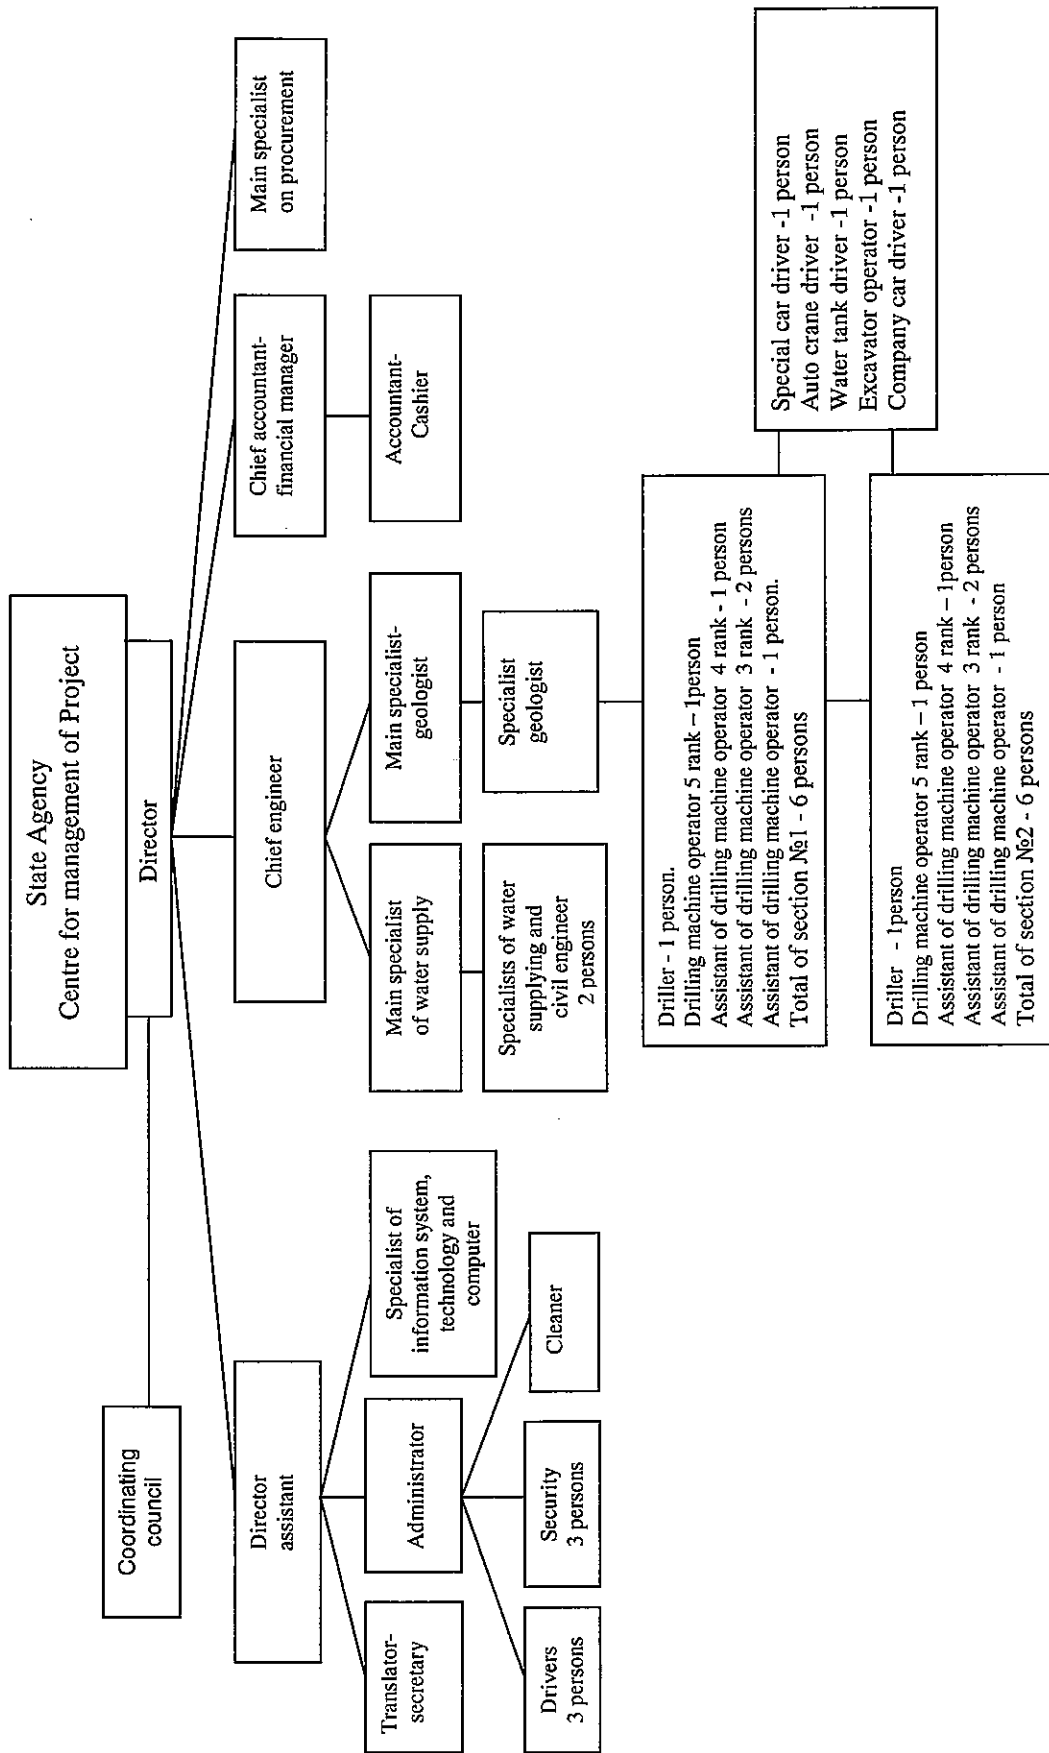 State Agency
Centre for management of Project
Director
Coordinating
council
Director
assistant
Chief engineer
Chief accountant-
financial manager
Main specialist
on procurement
Translator-
secretary
Administrator
Specialist of
information system,
technology and
computer
Main specialist
of water supply
Main specialist-
geologist
Accountant-
Cashier
Drivers
3 persons
Security
3 persons
Cleaner
Specialists of water
supplying and
civil engineer
2 persons
Specialist
geologist
Driller - 1 person.
Drilling machine operator 5 rank – 1person
Assistant of drilling machine operator 4 rank - 1 person
Assistant of drilling machine operator 3 rank - 2 persons
Assistant of drilling machine operator - 1 person.
Total of section №1 - 6 persons
Special car driver -1 person
Auto crane driver -1 person
Water tank driver -1 person
Excavator operator -1 person
Company car driver -1 person
Driller - 1person
Drilling machine operator 5 rank – 1 person
Assistant of drilling machine operator 4 rank – 1person
Assistant of drilling machine operator 3 rank - 2 persons
Assistant of drilling machine operator - 1 person
Total of section №2 - 6 persons